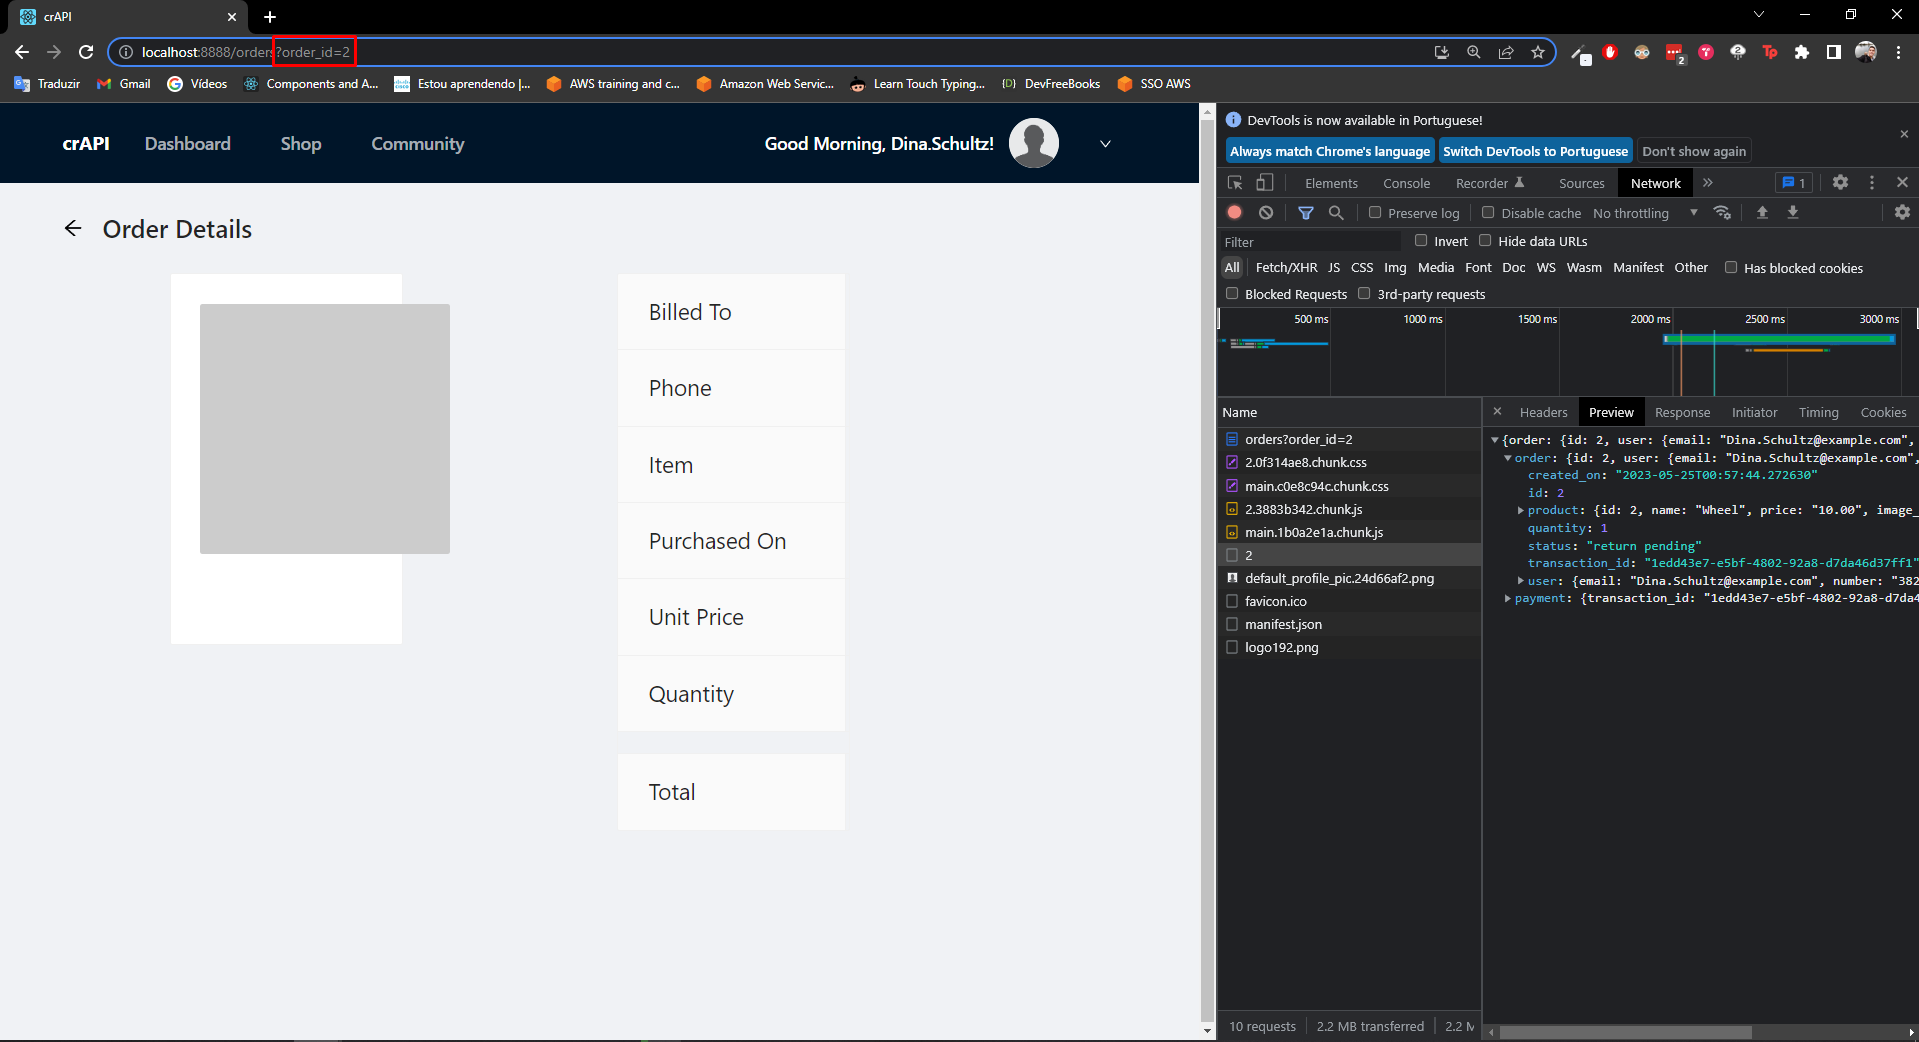 crAPI
localhost:8888/orders?order_id=2
2
Tp
Traduzir Gmail Vídeos Components and A... Estou aprendendo |... AWS training and c... Amazon Web Servic... Learn Touch Typing... {D} DevFreeBooks SSO AWS
crAPI Dashboard Shop Community Good Morning, Dina.Schultz!
Order Details
Billed To
Phone
Item
Purchased On
Unit Price
Quantity
Total
DevTools is now available in Portuguese!
Always match Chrome's language Switch DevTools to Portuguese Don't show again
Elements Console Recorder Sources Network 1
Preserve log Disable cache No throttling
Filter Invert Hide data URLs
All Fetch/XHR JS CSS Img Media Font Doc WS Wasm Manifest Other Has blocked cookies
Blocked Requests 3rd-party requests
500 ms 1000 ms 1500 ms 2000 ms 2500 ms 3000 ms
Name
orders?order_id=2
2.0f314ae8.chunk.css
main.c0e8c94c.chunk.css
2.3883b342.chunk.js
main.1b0a2e1a.chunk.js
2
default_profile_pic.24d66af2.png
favicon.ico
manifest.json
logo192.png
10 requests 2.2 MB transferred 2.2 M
Headers Preview Response Initiator Timing Cookies
{order: {id: 2, user: {email: "Dina.Schultz@example.com",
order: {id: 2, user: {email: "Dina.Schultz@example.com",
created_on: "2023-05-25T00:57:44.272630"
id: 2
product: {id: 2, name: "Wheel", price: "10.00", image_
quantity: 1
status: "return pending"
transaction_id: "1edd43e7-e5bf-4802-92a8-d7da46d37ff1"
user: {email: "Dina.Schultz@example.com", number: "382
payment: {transaction_id: "1edd43e7-e5bf-4802-92a8-d7da4